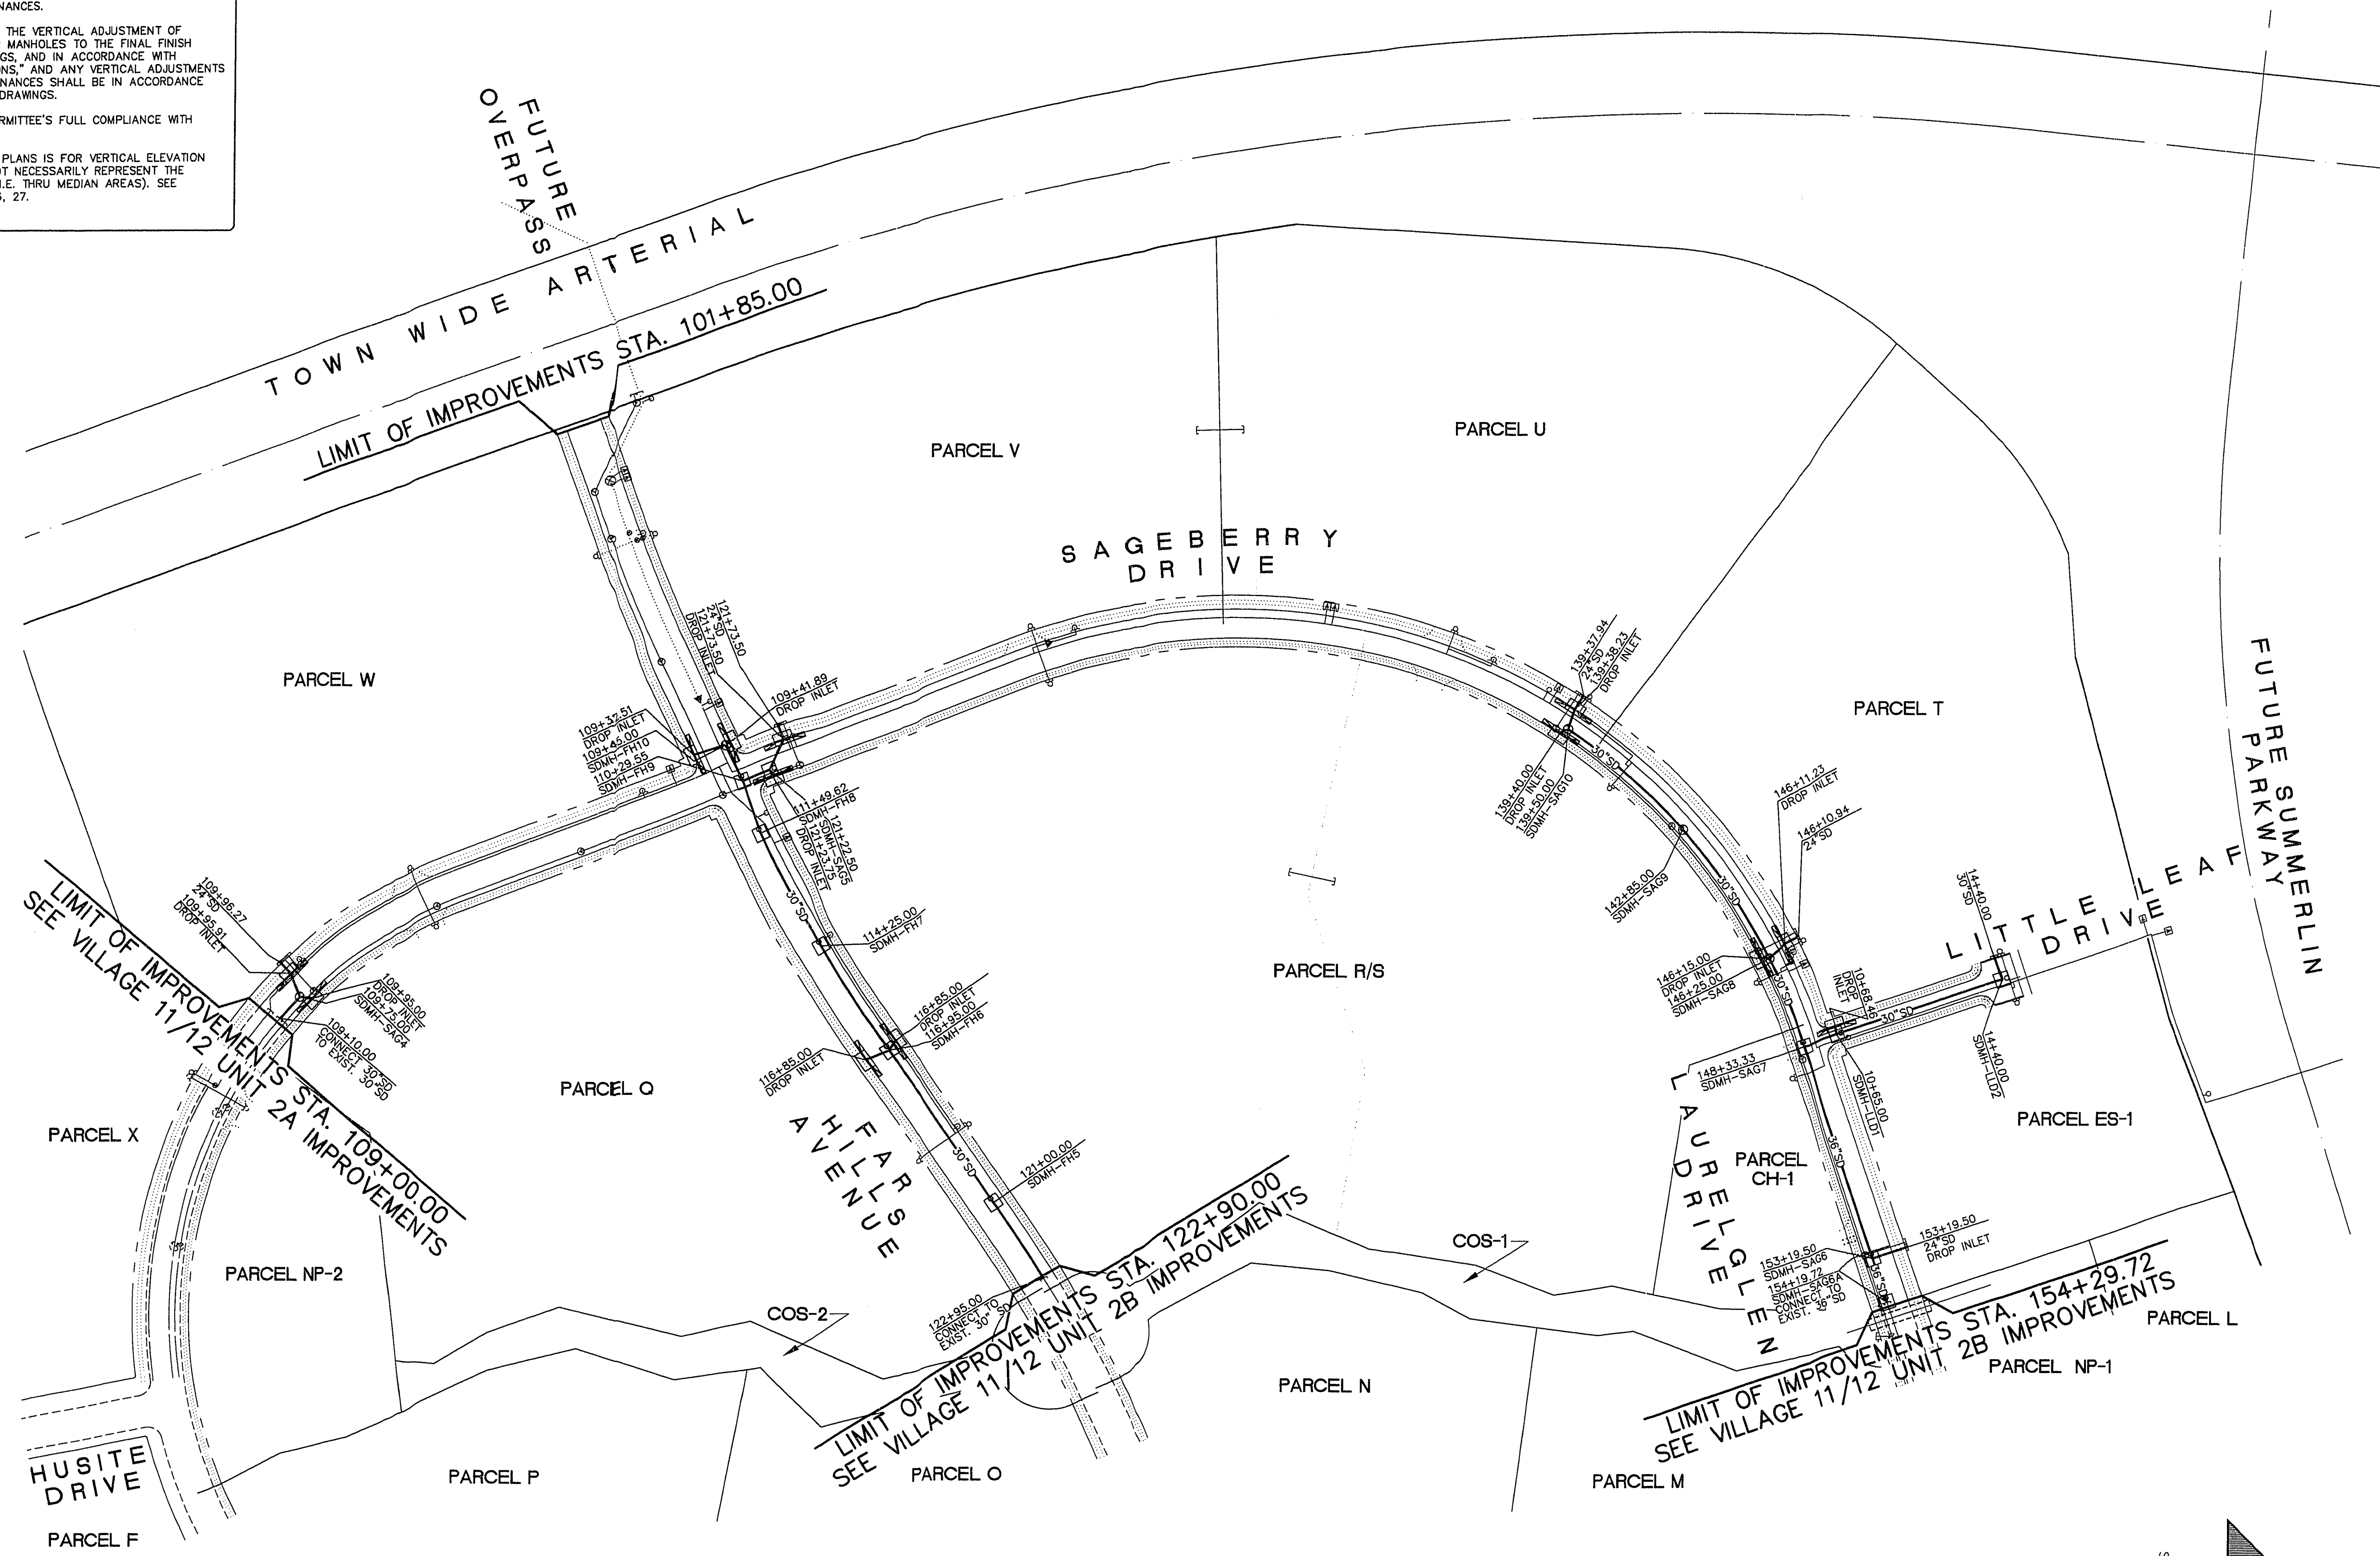 NANCES.
THE VERTICAL ADJUSTMENT OF
MANHOLES TO THE FINAL FINISH
GS, AND IN ACCORDANCE WITH
ONS," AND ANY VERTICAL ADJUSTMENTS
NANCES SHALL BE IN ACCORDANCE
DRAWINGS.
RMITTEE'S FULL COMPLIANCE WITH
PLANS IS FOR VERTICAL ELEVATION
OT NECESSARILY REPRESENT THE
I.E. THRU MEDIAN AREAS). SEE
, 27.
FUTURE
OVERPASS
TOWN WIDE ARTERIAL
LIMIT OF IMPROVEMENTS STA. 101+85.00
PARCEL V
PARCEL U
SAGEBERRY
DRIVE
PARCEL W
121+73.50
24"SD
121+73.50
DROP INLET
109+41.89
DROP INLET
109+32.51
DROP INLET
109+45.00
SDMH-FH10
110+29.55
SDMH-FH9
111+49.62
SDMH-FH8
121+22.50
SDMH-SAG5
121+23.75
DROP INLET
139+37.94
24"SD
139+38.23
DROP INLET
30"SD
139+40.00
DROP INLET
139+50.00
SDMH-SAG10
PARCEL T
FUTURE SUMMERLIN
PARKWAY
146+11.23
DROP INLET
146+10.94
24"SD
142+85.00
SDMH-SAG9
30"SD
LITTLE LEAF
DRIVE
14+40.00
30"SD
LIMIT OF IMPROVEMENTS STA. 109+00.00
SEE VILLAGE 11/12 UNIT 2A IMPROVEMENTS
109+96.27
24"SD
109+95.91
DROP INLET
109+95.00
DROP INLET
109+75.00
SDMH-SAG4
109+10.00
CONNECT 30"SD
TO EXIST. 30"SD
30"SD
114+25.00
SDMH-FH7
PARCEL R/S
146+15.00
DROP INLET
146+25.00
SDMH-SAG8
30"SD
10+68.46
DROP
INLET
30"SD
116+85.00
DROP INLET
116+95.00
SDMH-FH6
116+85.00
DROP INLET
148+33.33
SDMH-SAG7
10+65.00
SDMH-LLD1
14+40.00
SDMH-LLD2
PARCEL Q
PARCEL X
PARCEL ES-1
FAR
HILLS
AVENUE
30"SD
121+00.00
SDMH-FH5
LAURELGLEN
DRIVE
PARCEL
CH-1
36"SD
PARCEL NP-2
COS-1
COS-2
122+95.00
CONNECT TO
EXIST. 30" SD
LIMIT OF IMPROVEMENTS STA. 122+90.00
SEE VILLAGE 11/12 UNIT 2B IMPROVEMENTS
153+19.50
SDMH-SAG6
154+19.72
SDMH-SAG6A
CONNECT TO
EXIST. 36"SD
36"SD
153+19.50
24"SD
DROP INLET
LIMIT OF IMPROVEMENTS STA. 154+29.72
SEE VILLAGE 11/12 UNIT 2B IMPROVEMENTS
PARCEL L
PARCEL NP-1
PARCEL N
HUSITE
DRIVE
PARCEL P
PARCEL O
PARCEL M
PARCEL F